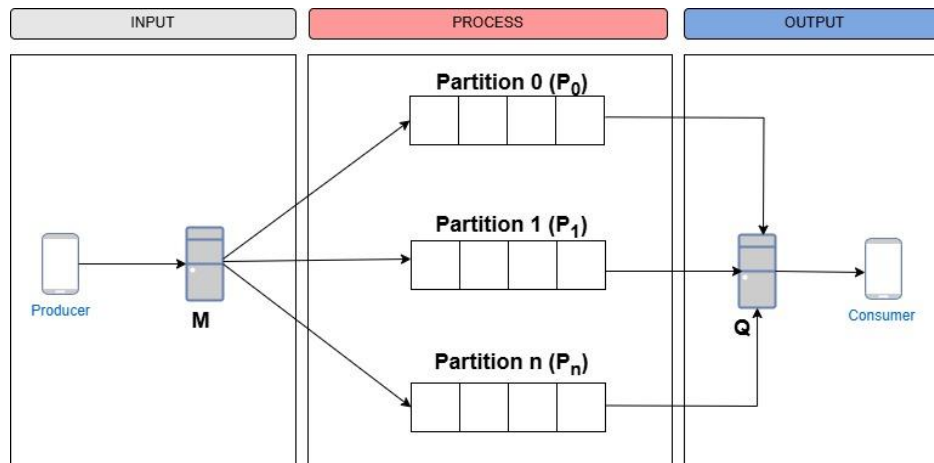 INPUT
PROCESS
OUTPUT
Partition 0 (P₀)
Partition 1 (P₁)
Producer
M
Q
Consumer
Partition n (Pₙ)